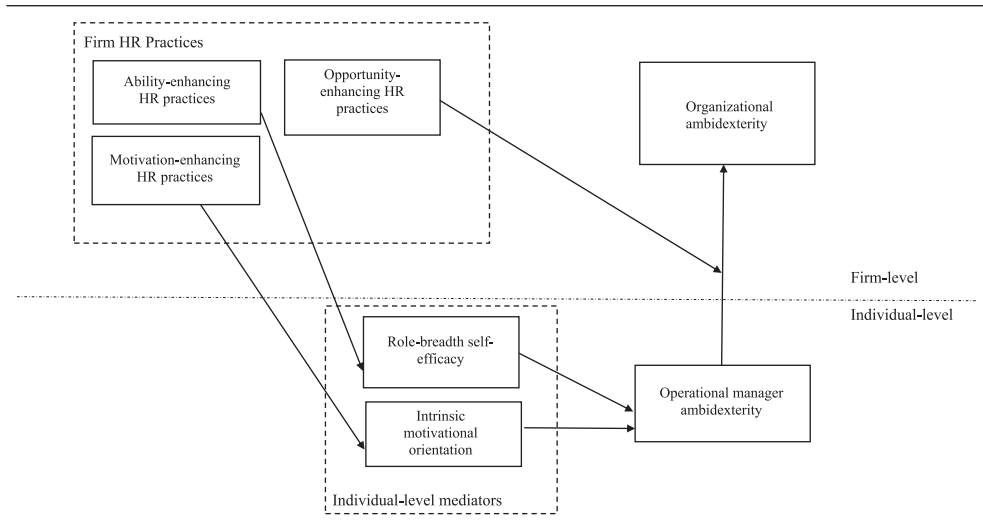 Firm HR Practices
Ability-enhancing
HR practices
Opportunity-
enhancing HR
practices
Motivation-enhancing
HR practices
Organizational
ambidexterity
Firm-level
Individual-level
Role-breadth self-
efficacy
Intrinsic
motivational
orientation
Operational manager
ambidexterity
Individual-level mediators